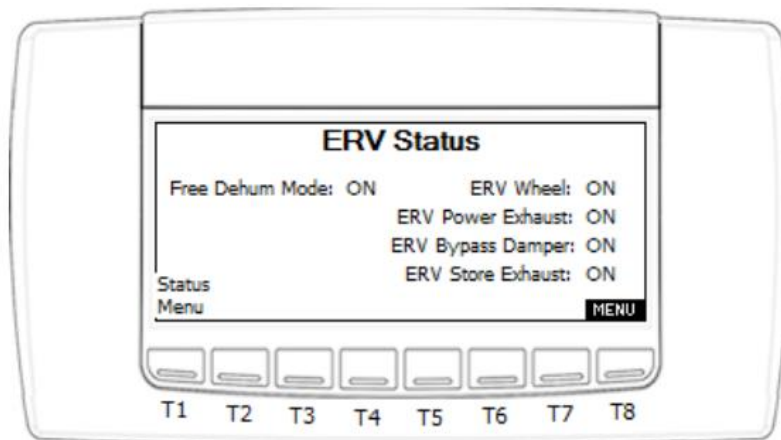 ERV Status
Free Dehum Mode: ON ERV Wheel: ON
ERV Power Exhaust: ON
ERV Bypass Damper: ON
ERV Store Exhaust: ON
Status
Menu
MENU
T1 T2 T3 T4 T5 T6 T7 T8